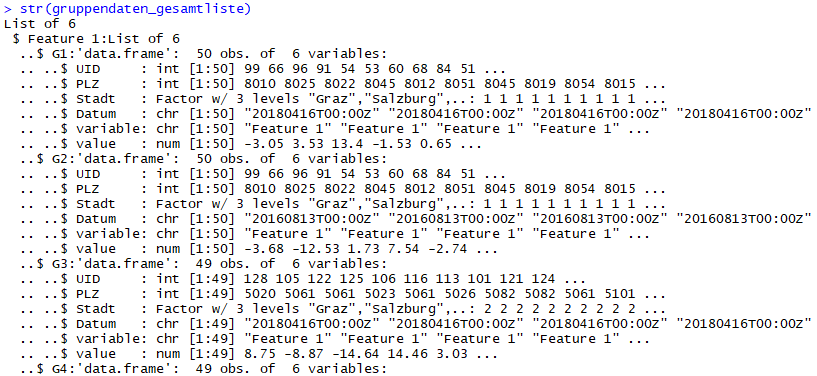 > str(gruppendaten_gesamtliste)
List of 6
 $ Feature 1:List of 6
  ..$ G1:'data.frame':  50 obs. of  6 variables:
  .. ..$ UID     : int [1:50] 99 66 96 91 54 53 60 68 84 51 ...
  .. ..$ PLZ     : int [1:50] 8010 8025 8022 8045 8012 8051 8045 8019 8054 8015 ...
  .. ..$ Stadt   : Factor w/ 3 levels "Graz","Salzburg",..: 1 1 1 1 1 1 1 1 1 1 ...
  .. ..$ Datum   : chr [1:50] "20180416T00:00Z" "20180416T00:00Z" "20180416T00:00Z" "20180416T00:00Z"
  .. ..$ variable: chr [1:50] "Feature 1" "Feature 1" "Feature 1" "Feature 1" ...
  .. ..$ value   : num [1:50] -3.05 3.53 13.4 -1.53 0.65 ...
  ..$ G2:'data.frame':  50 obs. of  6 variables:
  .. ..$ UID     : int [1:50] 99 66 96 91 54 53 60 68 84 51 ...
  .. ..$ PLZ     : int [1:50] 8010 8025 8022 8045 8012 8051 8045 8019 8054 8015 ...
  .. ..$ Stadt   : Factor w/ 3 levels "Graz","Salzburg",..: 1 1 1 1 1 1 1 1 1 1 ...
  .. ..$ Datum   : chr [1:50] "20160813T00:00Z" "20160813T00:00Z" "20160813T00:00Z" "20160813T00:00Z"
  .. ..$ variable: chr [1:50] "Feature 1" "Feature 1" "Feature 1" "Feature 1" ...
  .. ..$ value   : num [1:50] -3.68 -12.53 1.73 7.54 -2.74 ...
  ..$ G3:'data.frame':  49 obs. of  6 variables:
  .. ..$ UID     : int [1:49] 128 105 122 125 106 116 113 101 121 124 ...
  .. ..$ PLZ     : int [1:49] 5020 5061 5061 5023 5061 5026 5082 5082 5061 5101 ...
  .. ..$ Stadt   : Factor w/ 3 levels "Graz","Salzburg",..: 2 2 2 2 2 2 2 2 2 2 ...
  .. ..$ Datum   : chr [1:49] "20180416T00:00Z" "20180416T00:00Z" "20180416T00:00Z" "20180416T00:00Z"
  .. ..$ variable: chr [1:49] "Feature 1" "Feature 1" "Feature 1" "Feature 1" ...
  .. ..$ value   : num [1:49] 8.75 -8.87 -14.64 14.46 3.03 ...
  ..$ G4:'data.frame':  49 obs. of  6 variables: